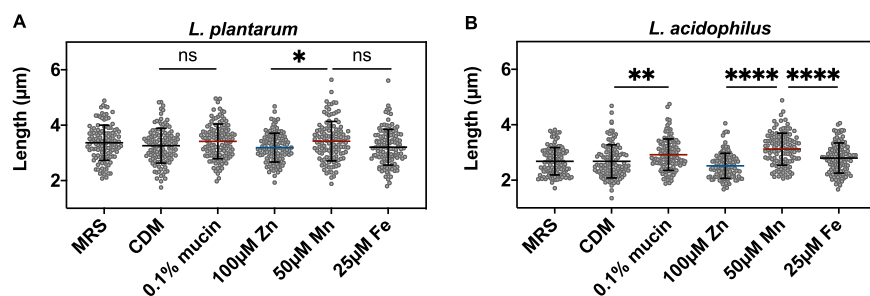 A
L. plantarum
ns
*
ns
Length (µm)
6
4
2
MRS
CDM
0.1% mucin
100µM Zn
50µM Mn
25µM Fe
B
L. acidophilus
**
****
****
Length (µm)
6
4
2
MRS
CDM
0.1% mucin
100µM Zn
50µM Mn
25µM Fe